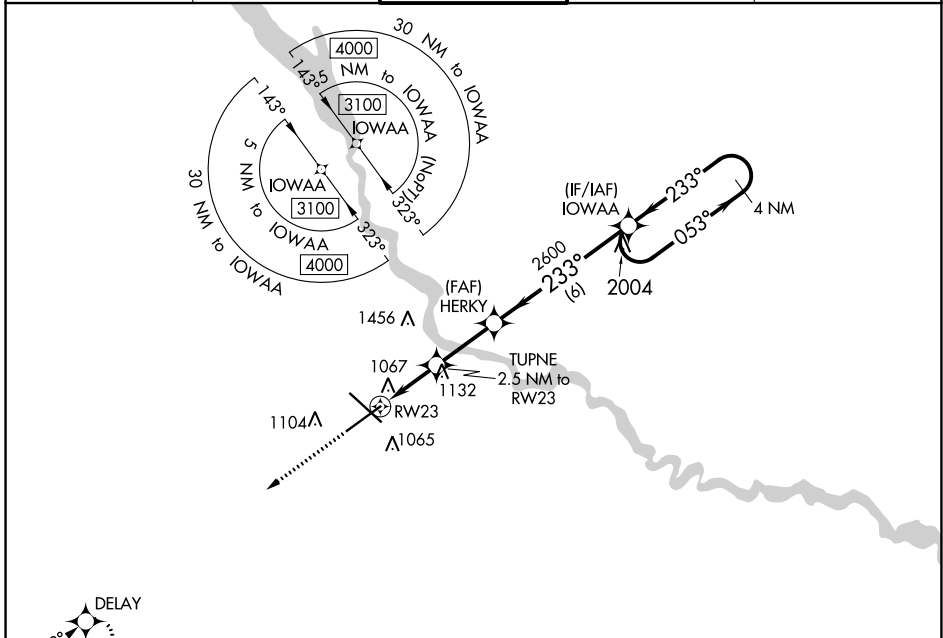 30 NM to IOWAA
4000
143°
5 NM to IOWAA (NoPT)
3100
IOWAA
323°
143°
5 NM to IOWAA
IOWAA
3100
323°
30 NM to IOWAA
4000
(IF/IAF)
IOWAA
233°
053°
4 NM
2004
2600
233°
(6)
(FAF)
HERKY
1456
TUPNE
2.5 NM to
RW23
1067
1132
RW23
1104
1065
DELAY